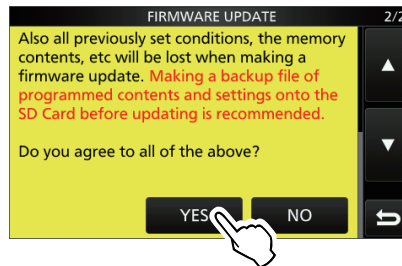 FIRMWARE UPDATE 2/2
Also all previously set conditions, the memory
contents, etc will be lost when making a
firmware update. Making a backup file of
programmed contents and settings onto the
SD Card before updating is recommended.
Do you agree to all of the above?
YES NO